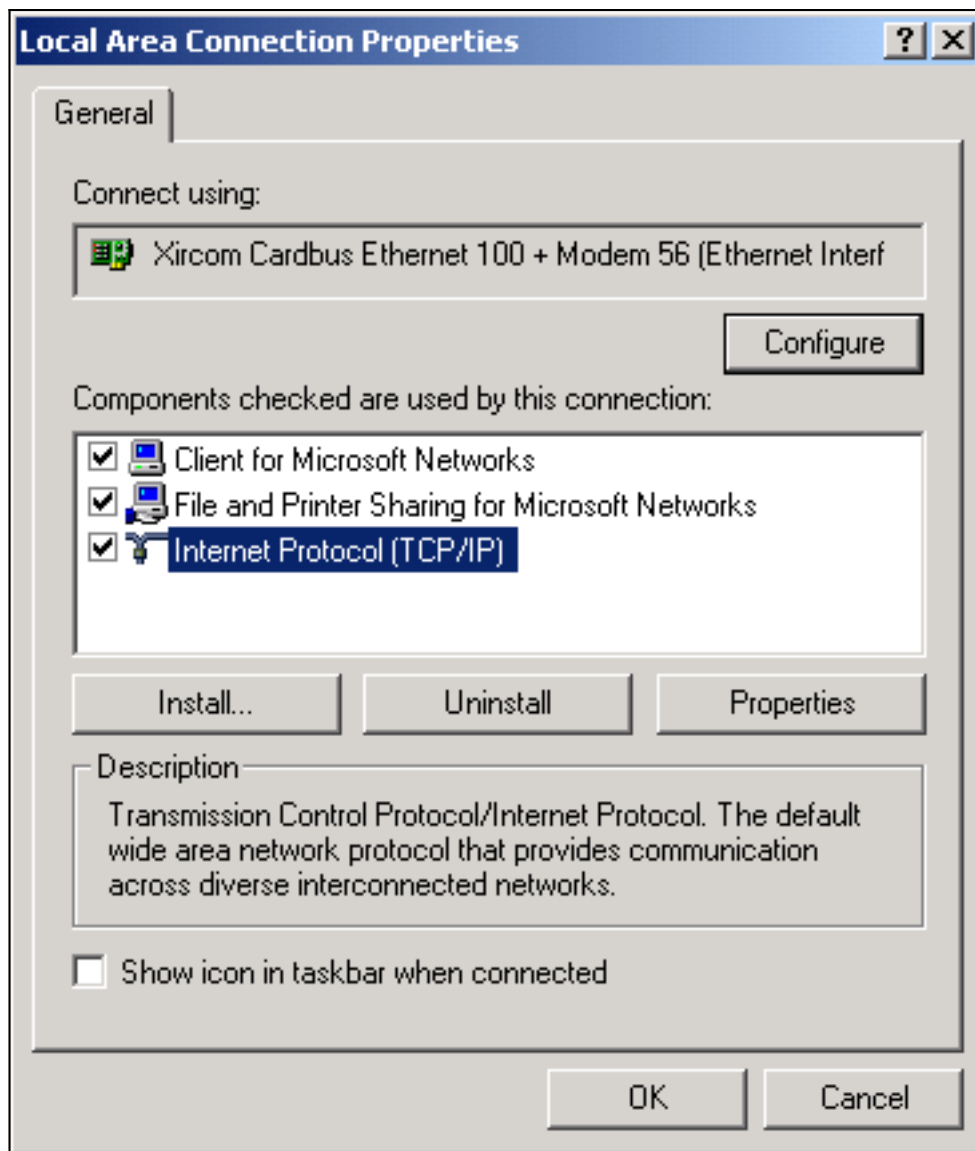 Local Area Connection Properties
General
Connect using:
Xircom Cardbus Ethernet 100 + Modem 56 (Ethernet Interf
Configure
Components checked are used by this connection:
Client for Microsoft Networks
File and Printer Sharing for Microsoft Networks
Internet Protocol (TCP/IP)
Install...
Uninstall
Properties
Description
Transmission Control Protocol/Internet Protocol. The default
wide area network protocol that provides communication
across diverse interconnected networks.
Show icon in taskbar when connected
OK
Cancel